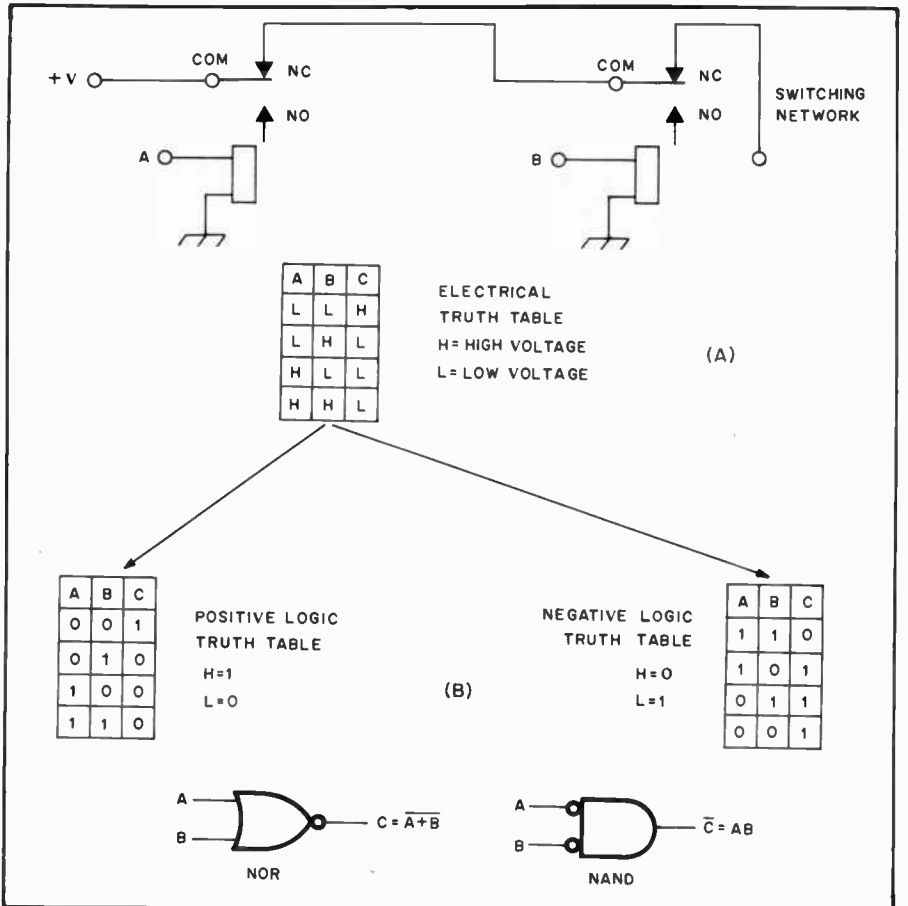 COM
COM
+V
NC
NC
NO
NO
SWITCHING
NETWORK
A
B
A B C
L L H
L H L
H L L
H H L
ELECTRICAL
TRUTH TABLE
H=HIGH VOLTAGE
L=LOW VOLTAGE
(A)
A B C
0 0 1
0 1 0
1 0 0
1 1 0
POSITIVE LOGIC
TRUTH TABLE
H=1
L=0
(B)
NEGATIVE LOGIC
TRUTH TABLE
H=0
L=1
A B C
1 1 0
1 0 1
0 1 1
0 0 1
A
B
C = \overline{A+B}
NOR
A
B
C̅ = AB
NAND